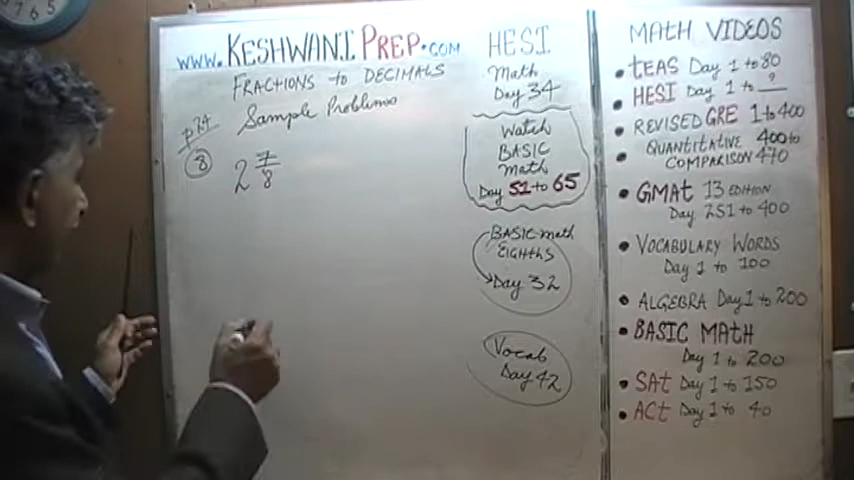 www.KESHWANI PREP.COM
FRACTIONS to DECIMALS
Sample Problems
p24
8
2 7/8
HESI
Math
Day 34
Watch
BASIC
Math
Day 51 to 65
BASIC math
EIGHTHS
Day 32
Vocab
Day 42
MATH VIDEOS
• TEAS Day 1 to 80
• HESI Day 1 to ?
• REVISED GRE 1 to 400
• QUANTITATIVE 400 to
COMPARISON 470
• GMAT 13 EDITION
Day 251 to 400
• VOCABULARY WORDS
Day 1 to 100
• ALGEBRA Day 1 to 200
• BASIC MATH
Day 1 to 200
• SAT Day 1 to 150
• ACT Day 1 to 40
7 6 5